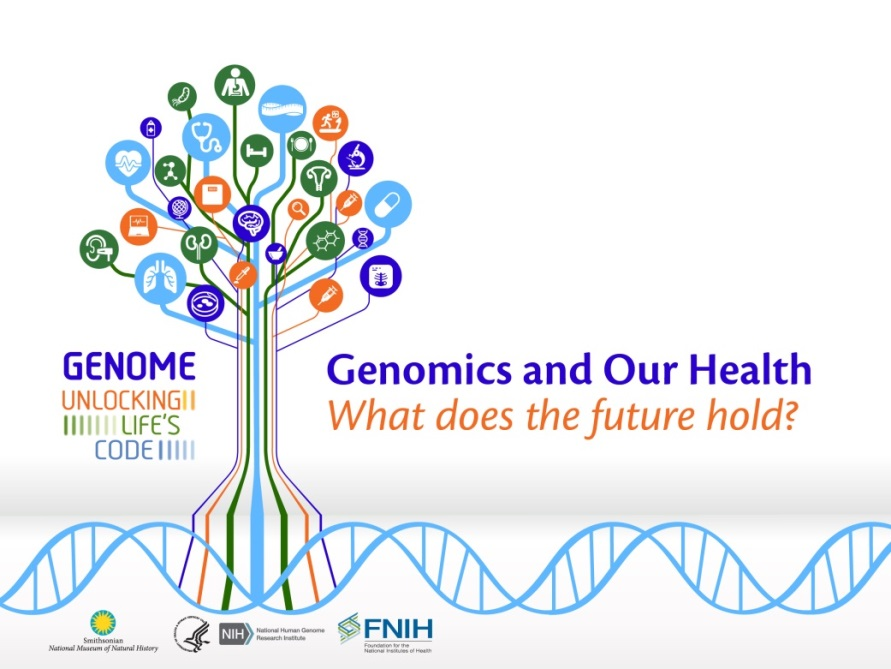 GENOME
UNLOCKING
LIFE'S
CODE
Genomics and Our Health
What does the future hold?
Smithsonian
National Museum of Natural History
NIH
National Human Genome
Research Institute
FNIH
Foundation for the
National Institutes of Health